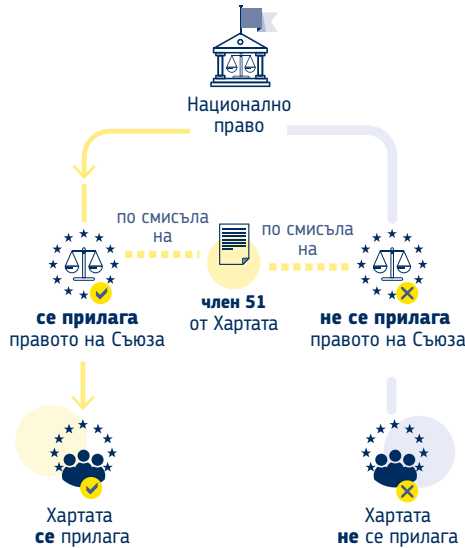 Национално
право
по смисъла
на
по смисъла
на
се прилага
правото на Съюза
член 51
от Хартата
не се прилага
правото на Съюза
Хартата
се прилага
Хартата
не се прилага